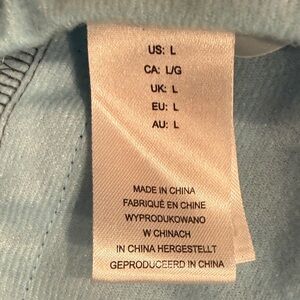 US: L
CA: L/G
UK: L
EU: L
AU: L
MADE IN CHINA
FABRIQUÉ EN CHINE
WYPRODUKOWANO
W CHINACH
IN CHINA HERGESTELLT
GEPRODUCEERD IN CHINA